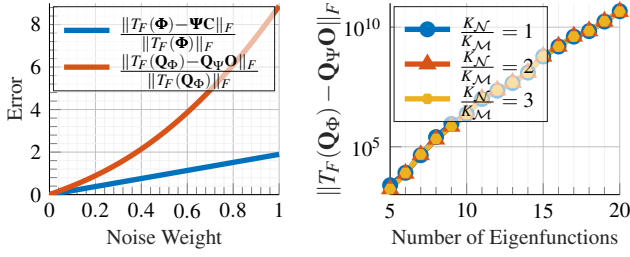 8
6
4
2
0
0
0.2
0.4
0.6
0.8
1
Error
Noise Weight
||T_F(Φ)−ΨC||_F / ||T_F(Φ)||_F
||T_F(Q_Φ)−Q_ΨO||_F / ||T_F(Q_Φ)||_F
||T_F(Q_Φ) − Q_ΨO||_F
10^10
10^5
K_𝒩/K_ℳ = 1
K_𝒩/K_ℳ = 2
K_𝒩/K_ℳ = 3
5
10
15
20
Number of Eigenfunctions